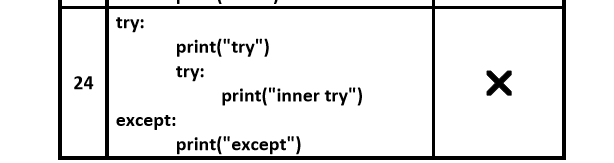 try:
print("try")
try:
24
print("inner try")
except:
print("except")